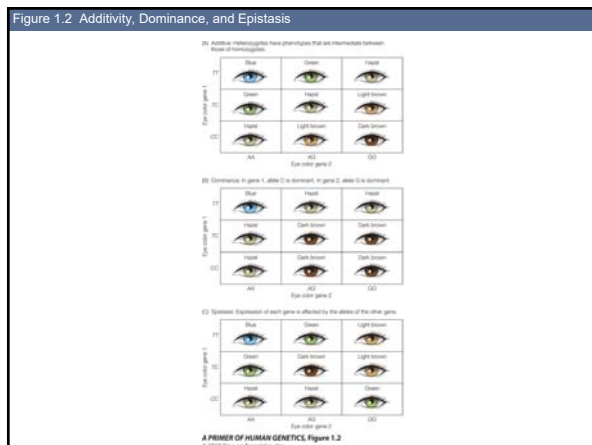 Figure 1.2 Additivity, Dominance, and Epistasis
(A) Additive: Heterozygotes have phenotypes that are intermediate between
those of homozygotes.
Blue Green Hazel
TT
Green Hazel Light brown
TC
Hazel Light brown Dark brown
CC
Eye color gene 1
AA AG GG
Eye color gene 2
(B) Dominance: In gene 1, allele C is dominant. In gene 2, allele G is dominant.
Blue Hazel Hazel
TT
Hazel Dark brown Dark brown
TC
Hazel Dark brown Dark brown
CC
Eye color gene 1
AA AG GG
Eye color gene 2
(C) Epistasis: Expression of each gene is affected by the alleles of the other gene.
Blue Green Light brown
TT
Green Dark brown Light brown
TC
Hazel Hazel Green
CC
Eye color gene 1
AA AG GG
Eye color gene 2
A PRIMER OF HUMAN GENETICS, Figure 1.2